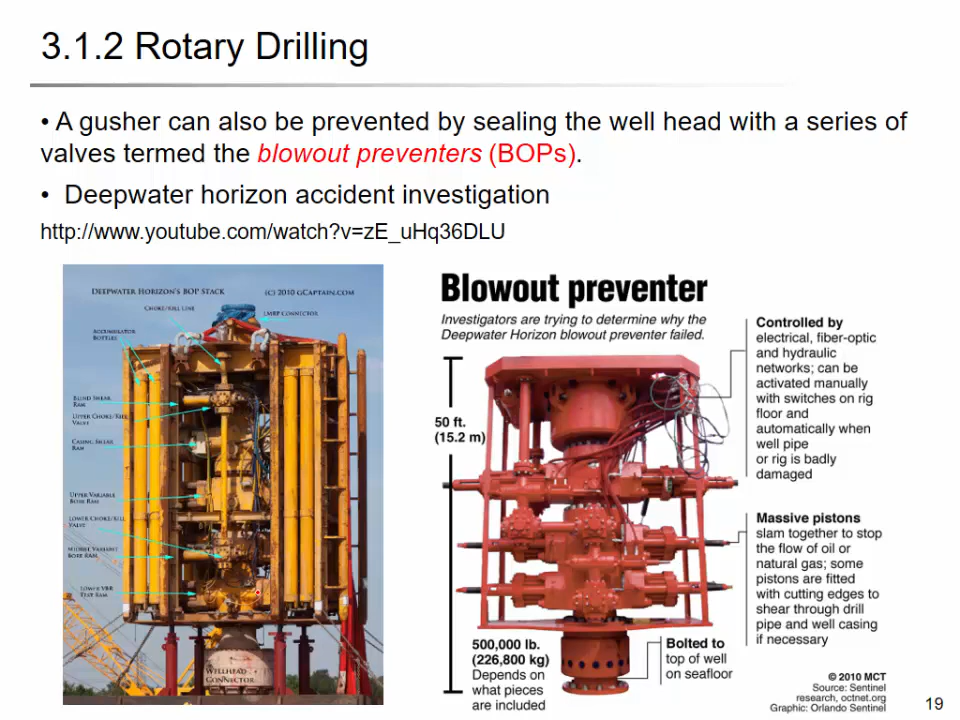 3.1.2 Rotary Drilling
• A gusher can also be prevented by sealing the well head with a series of
valves termed the blowout preventers (BOPs).
• Deepwater horizon accident investigation
http://www.youtube.com/watch?v=zE_uHq36DLU
DEEPWATER HORIZON'S BOP STACK
(C) 2010 GCAPTAIN.COM
CHOKE/KILL LINE
LMRP CONNECTOR
ACCUMULATOR
BOTTLES
BLIND SHEAR
RAM
UPPER CHOKE/KILL
VALVE
CASING SHEAR
RAM
UPPER VARIABLE
BORE RAM
LOWER CHOKE/KILL
VALVE
MIDDLE VARIABLE
BORE RAM
LOWER VBR
TEST RAM
WELLHEAD
CONNECTOR
Blowout preventer
Investigators are trying to determine why the
Deepwater Horizon blowout preventer failed.
50 ft.
(15.2 m)
Controlled by
electrical, fiber-optic
and hydraulic
networks; can be
activated manually
with switches on rig
floor and
automatically when
well pipe
or rig is badly
damaged
Massive pistons
slam together to stop
the flow of oil or
natural gas; some
pistons are fitted
with cutting edges to
shear through drill
pipe and well casing
if necessary
500,000 lb.
(226,800 kg)
Depends on
what pieces
are included
Bolted to
top of well
on seafloor
© 2010 MCT
Source: Sentinel
research, octnet.org
Graphic: Orlando Sentinel
19